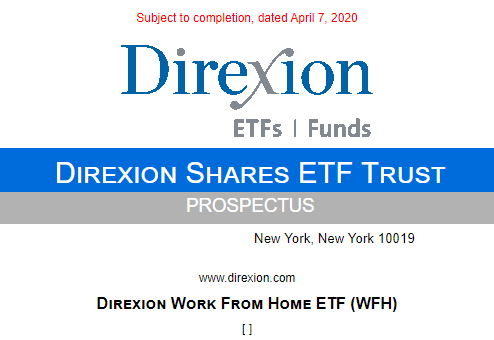 Subject to completion, dated April 7, 2020
Direxion
ETFs | Funds
DIREXION SHARES ETF TRUST
PROSPECTUS
New York, New York 10019
www.direxion.com
DIREXION WORK FROM HOME ETF (WFH)
[ ]